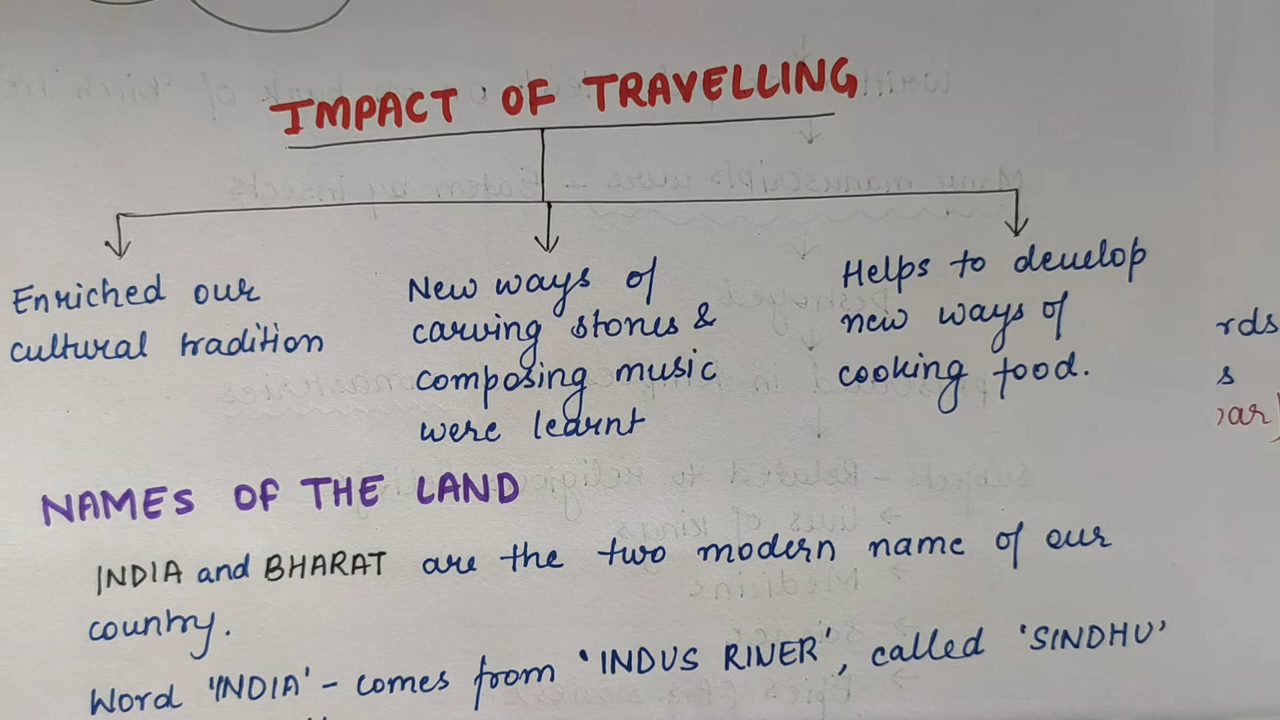 IMPACT OF TRAVELLING
Enriched our
cultural tradition
New ways of
carving stones &
composing music
were learnt
Helps to develop
new ways of
cooking food.
rds
s
ar)
NAMES OF THE LAND
INDIA and BHARAT are the two modern name of our
country.
Word 'INDIA' - comes from 'INDUS RIVER', called 'SINDHU'